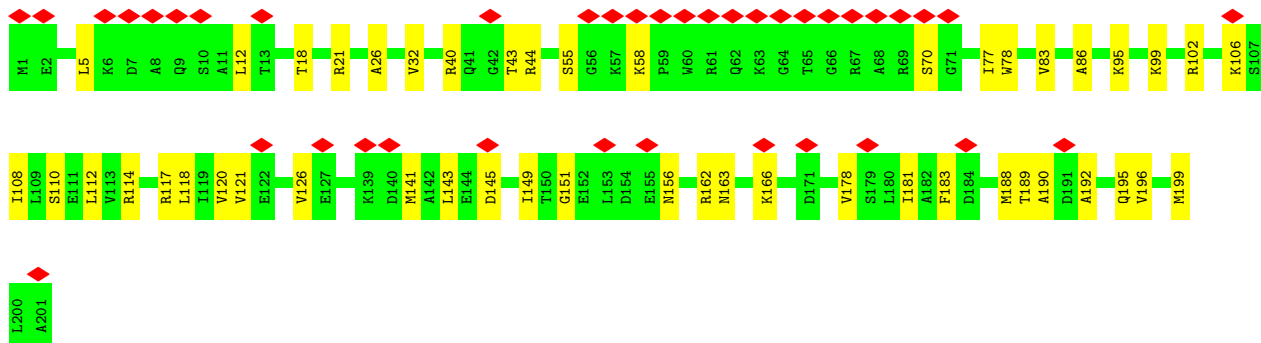 M1 E2 L5 K6 D7 A8 Q9 S10 A11 L12 T13 T18 R21 A26 V32 R40 Q41 G42 T43 R44 S55 G56 K57 K58 P59 W60 R61 Q62 K63 G64 T65 G66 R67 A68 R69 S70 G71 I77 W78 V83 A86 K95 K99 R102 K106 S107
I108 L109 S110 E111 L112 V113 R114 R117 L118 I119 V120 V121 E122 V126 E127 K139 D140 M141 A142 L143 E144 D145 I149 T150 G151 E152 L153 D154 E155 N156 R162 N163 K166 D171 V178 S179 L180 I181 A182 F183 D184 M188 T189 A190 D191 A192 Q195 V196 M199
L200 A201